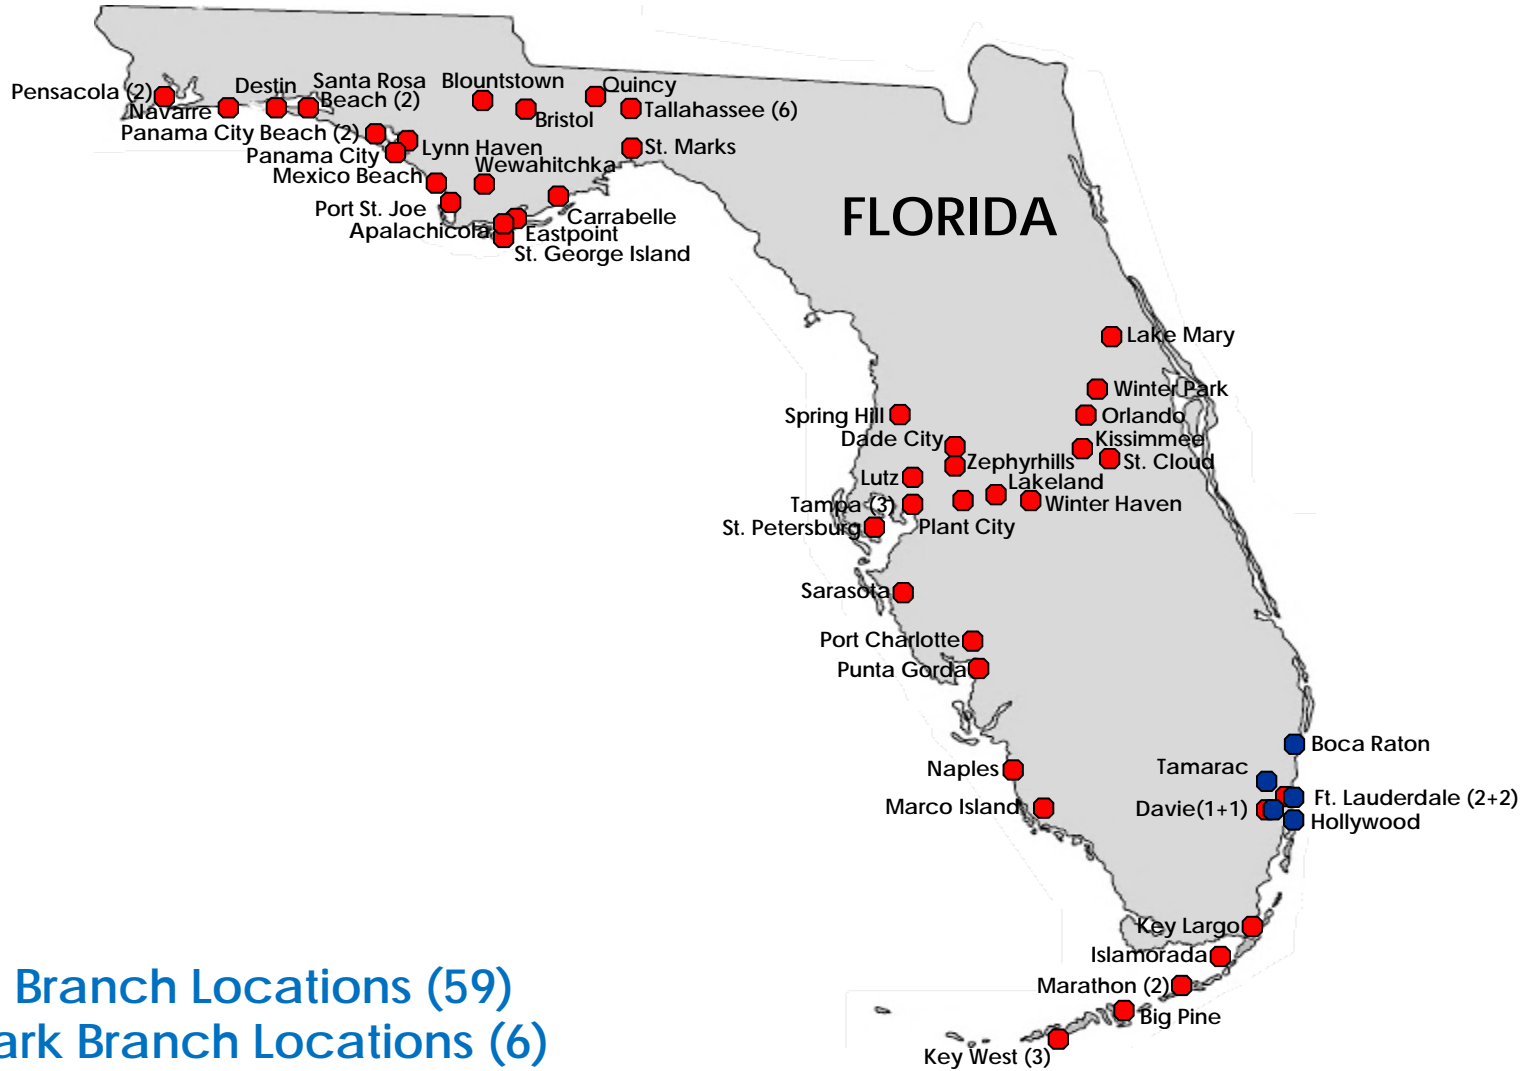 Pensacola (2)
Navarre
Destin
Santa Rosa
Beach (2)
Panama City Beach (2)
Panama City
Lynn Haven
Mexico Beach
Port St. Joe
Apalachicola
Wewahitchka
Blountstown
Bristol
Quincy
Tallahassee (6)
St. Marks
Carrabelle
Eastpoint
St. George Island
FLORIDA
Lake Mary
Winter Park
Orlando
Kissimmee
St. Cloud
Spring Hill
Dade City
Zephyrhills
Lutz
Lakeland
Tampa (3)
Winter Haven
St. Petersburg
Plant City
Sarasota
Port Charlotte
Punta Gorda
Naples
Marco Island
Boca Raton
Tamarac
Ft. Lauderdale (2+2)
Davie(1+1)
Hollywood
Key Largo
Islamorada
Marathon (2)
Big Pine
Key West (3)
Branch Locations (59)
ark Branch Locations (6)